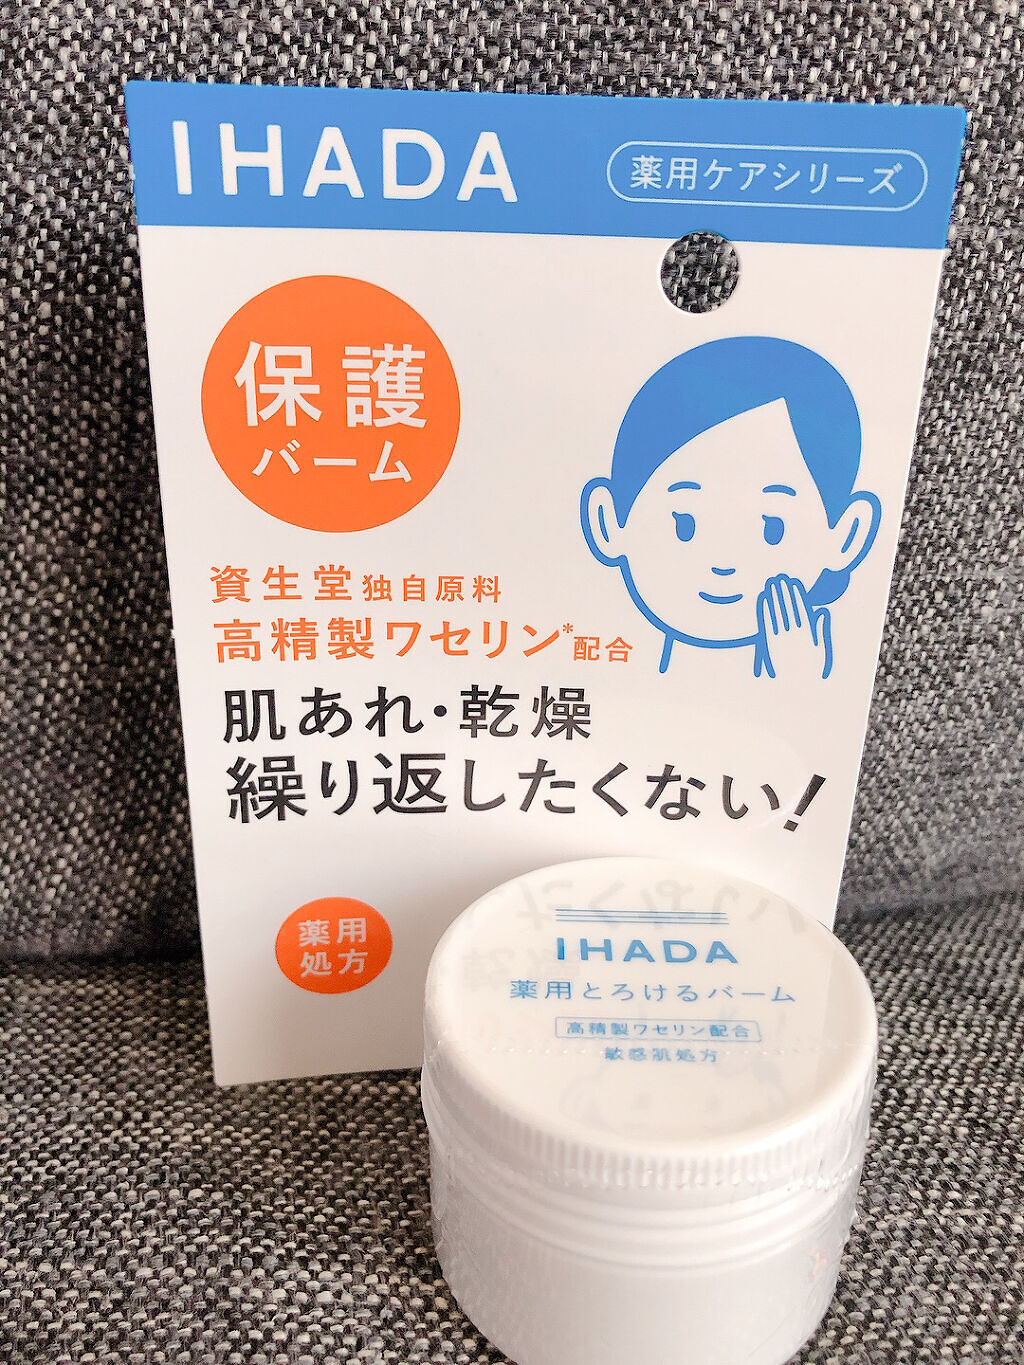 IHADA
薬用ケアシリーズ
保護
バーム
資生堂独自原料
高精製ワセリン*配合
肌あれ・乾燥
繰り返したくない!
薬用
処方
IHADA
薬用とろけるバーム
高精製ワセリン配合
敏感肌処方